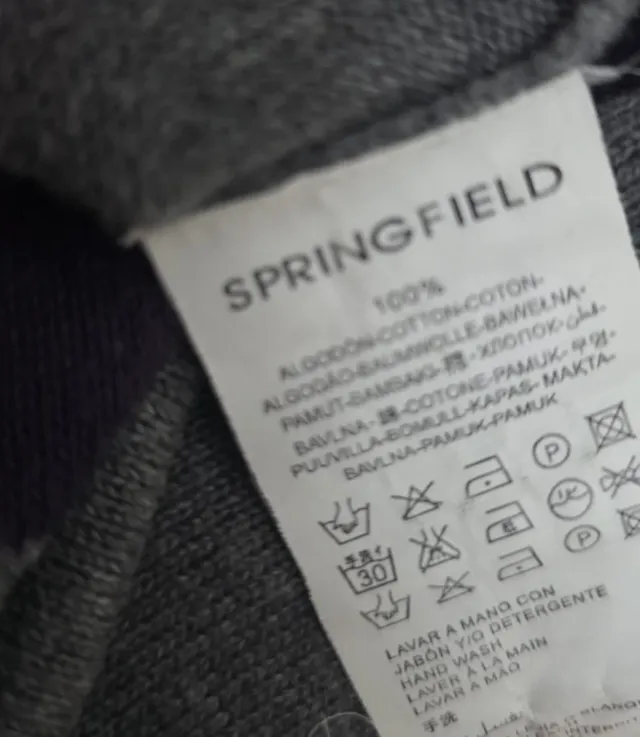 SPRINGFIELD
100%
ALGODÓN-COTTON-COTON-
ALGODÃO-BAUMWOLLE-BAWEŁNA-
PAMUT-BAMBAKI-棉-ХЛОПОК-قطن-
BAVLNA-綿-COTONE-PAMUK-
PUUVILLA-BOMULL-KAPAS-MAKTA-
BAVLNA-PAMUK-PAMUK
P
30
P
LAVAR A MANO CON
JABÓN Y/O DETERGENTE
HAND WASH
LAVER À LA MAIN
LAVAR A MÃO
手洗